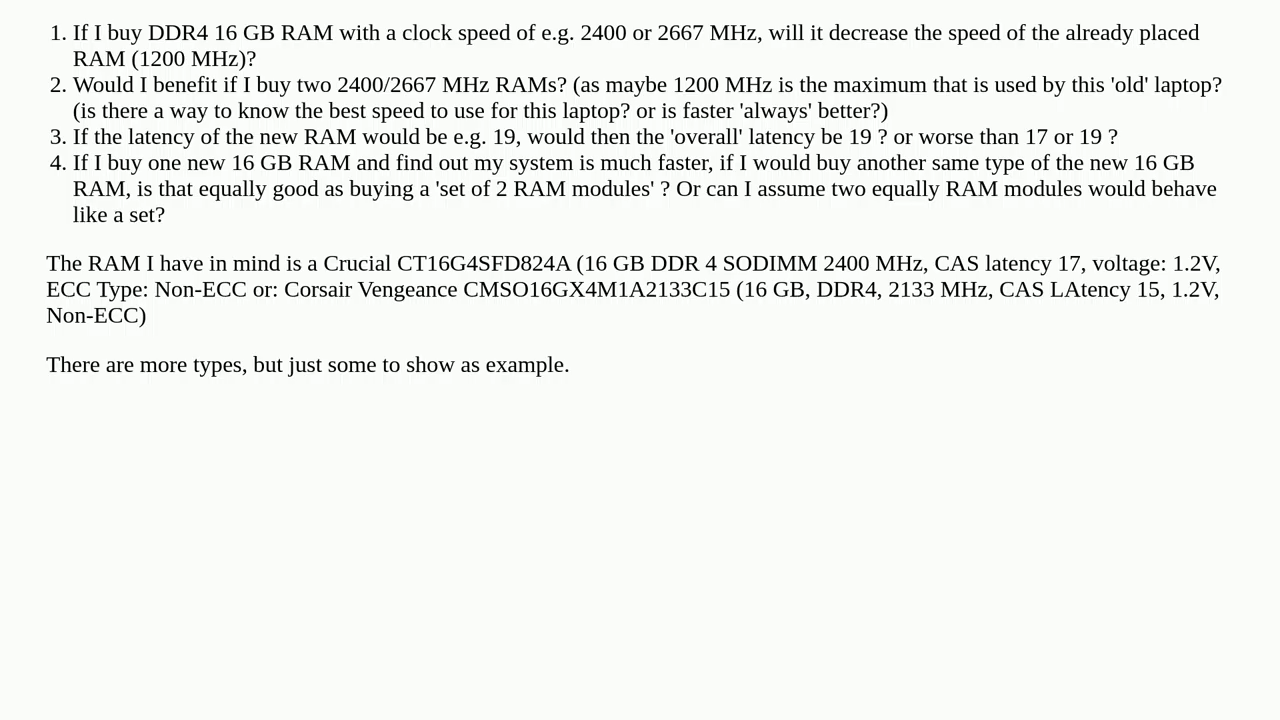 1. If I buy DDR4 16 GB RAM with a clock speed of e.g. 2400 or 2667 MHz, will it decrease the speed of the already placed
RAM (1200 MHz)?
2. Would I benefit if I buy two 2400/2667 MHz RAMs? (as maybe 1200 MHz is the maximum that is used by this 'old' laptop?
(is there a way to know the best speed to use for this laptop? or is faster 'always' better?)
3. If the latency of the new RAM would be e.g. 19, would then the 'overall' latency be 19 ? or worse than 17 or 19 ?
4. If I buy one new 16 GB RAM and find out my system is much faster, if I would buy another same type of the new 16 GB
RAM, is that equally good as buying a 'set of 2 RAM modules' ? Or can I assume two equally RAM modules would behave
like a set?
The RAM I have in mind is a Crucial CT16G4SFD824A (16 GB DDR 4 SODIMM 2400 MHz, CAS latency 17, voltage: 1.2V,
ECC Type: Non-ECC or: Corsair Vengeance CMSO16GX4M1A2133C15 (16 GB, DDR4, 2133 MHz, CAS LAtency 15, 1.2V,
Non-ECC)
There are more types, but just some to show as example.